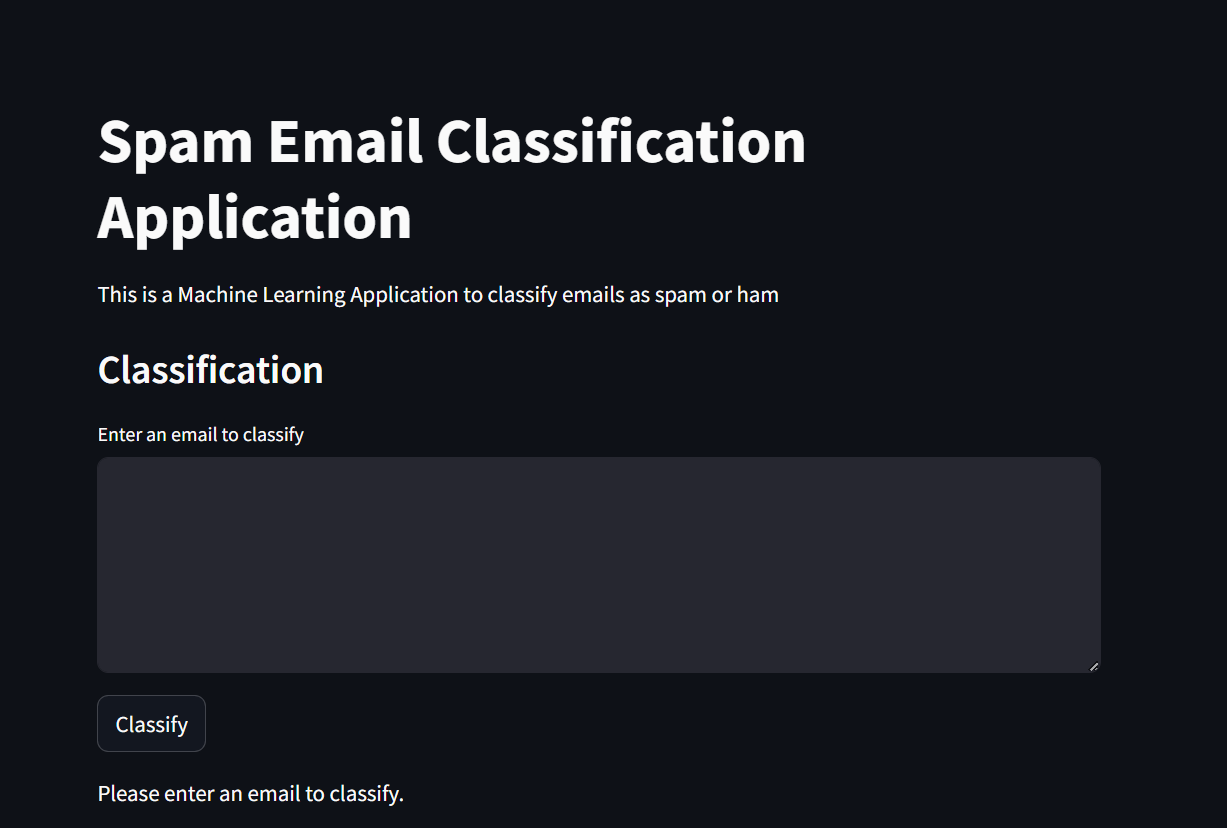 Spam Email Classification
Application
This is a Machine Learning Application to classify emails as spam or ham
Classification
Enter an email to classify
Classify
Please enter an email to classify.